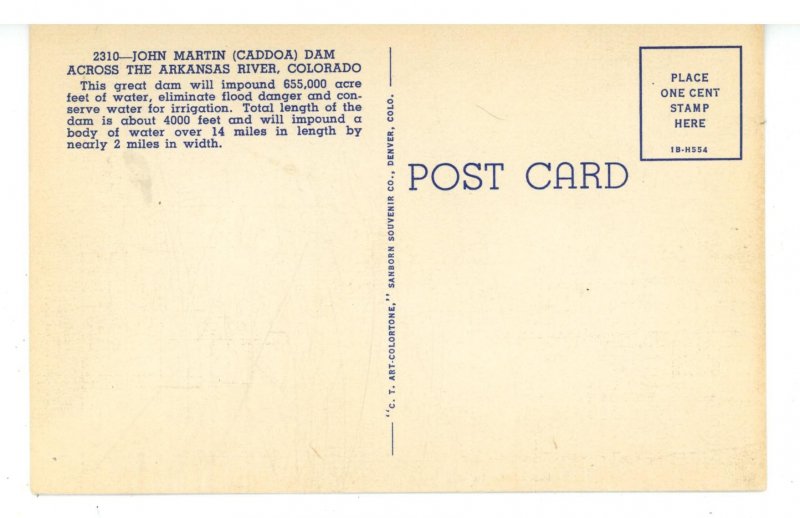 2310—JOHN MARTIN (CADDOA) DAM
ACROSS THE ARKANSAS RIVER, COLORADO
This great dam will impound 655,000 acre
feet of water, eliminate flood danger and con-
serve water for irrigation. Total length of the
dam is about 4000 feet and will impound a
body of water over 14 miles in length by
nearly 2 miles in width.
"C. T. ART-COLORTONE," SANBORN SOUVENIR CO., DENVER, COLO.
POST CARD
PLACE
ONE CENT
STAMP
HERE
1B-H554